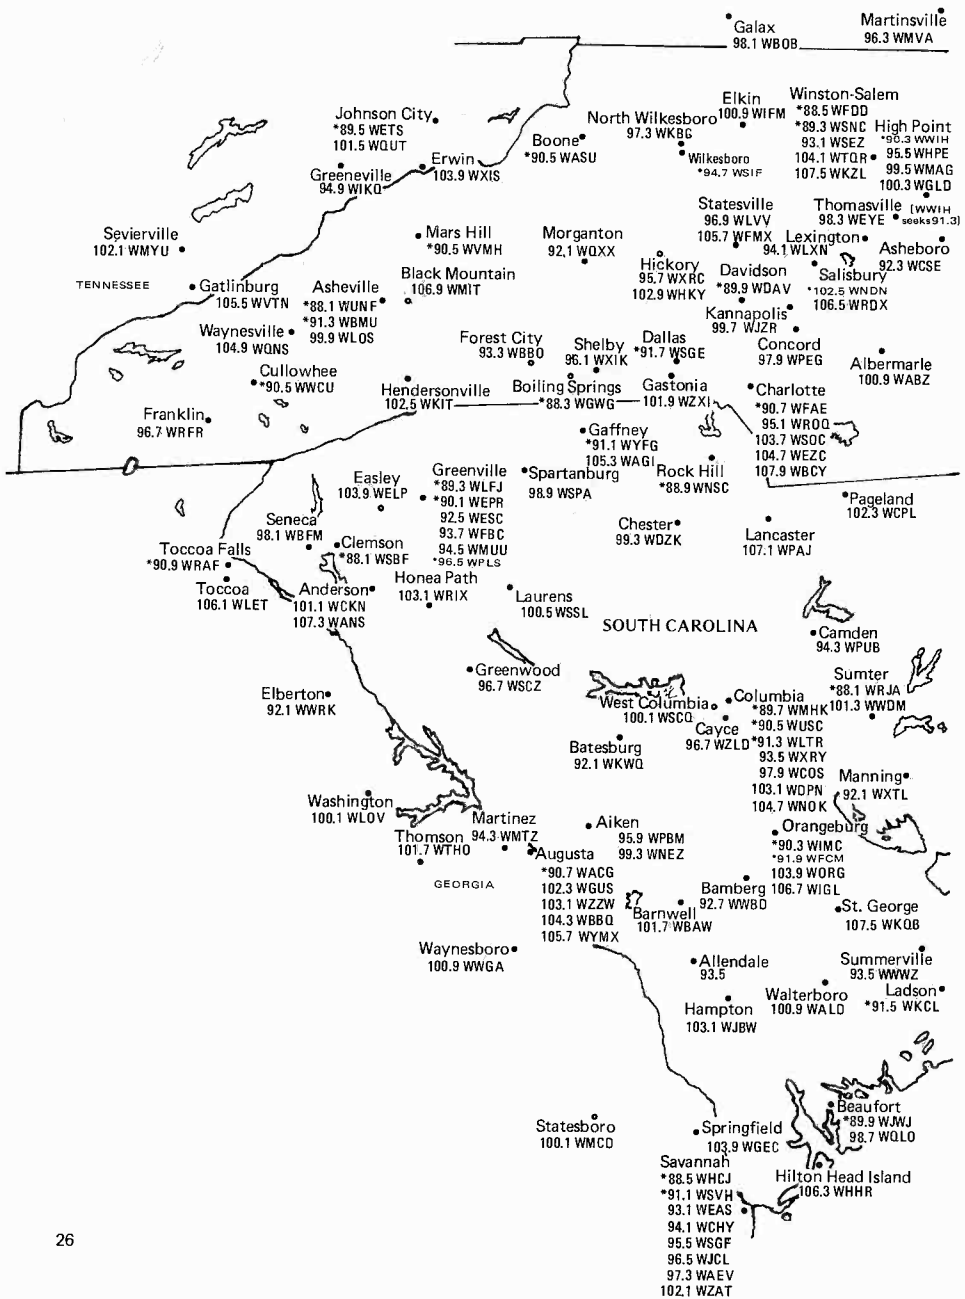 Galax
98.1 WBOB
Martinsville
96.3 WMVA
Johnson City
*89.5 WETS
101.5 WQUT
Erwin
103.9 WXIS
Greeneville
94.9 WIKQ
Boone
*90.5 WASU
North Wilkesboro
97.3 WKBC
Wilkesboro
*94.7 WSIF
Elkin
100.9 WIFM
Winston-Salem
*88.5 WFDD
*89.3 WSNC
93.1 WSEZ
104.1 WTQR
107.5 WKZL
High Point
*90.3 WWIH
95.5 WHPE
99.5 WMAG
100.3 WGLD
Thomasville
98.3 WEYE
[WWIH
seeks 91.3]
Sevierville
102.1 WMYU
TENNESSEE
Gatlinburg
105.5 WVTN
Mars Hill
*90.5 WVMH
Black Mountain
106.9 WMIT
Asheville
*88.1 WUNF
*91.3 WBMU
99.9 WLOS
Morganton
92.1 WQXX
Hickory
95.7 WXRC
102.9 WHKY
Statesville
96.9 WLVV
105.7 WFMX
Lexington
94.1 WLXN
Asheboro
92.3 WCSE
Davidson
*89.9 WDAV
Salisbury
*102.5 WNDN
106.5 WRDX
Kannapolis
99.7 WJZR
Waynesville
104.9 WQNS
Forest City
93.3 WBBO
Shelby
96.1 WXIK
Dallas
*91.7 WSGE
Concord
97.9 WPEG
Albermarle
100.9 WABZ
Cullowhee
*90.5 WWCU
Hendersonville
102.5 WKIT
Boiling Springs
*88.3 WGWG
Gastonia
101.9 WZXI
Charlotte
*90.7 WFAE
95.1 WROQ
103.7 WSOC
104.7 WEZC
107.9 WBCY
Franklin
96.7 WRFR
Gaffney
*91.1 WYFG
105.3 WAGI
Rock Hill
*88.9 WNSC
Easley
103.9 WELP
Greenville
*89.3 WLFJ
*90.1 WEPR
92.5 WESC
93.7 WFBC
94.5 WMUU
*96.5 WPLS
Spartanburg
98.9 WSPA
Pageland
102.3 WCPL
Seneca
98.1 WBFM
Clemson
*88.1 WSBF
Chester
99.3 WDZK
Lancaster
107.1 WPAJ
Toccoa Falls
*90.9 WRAF
Toccoa
106.1 WLET
Anderson
101.1 WCKN
107.3 WANS
Honea Path
103.1 WRIX
Laurens
100.5 WSSL
SOUTH CAROLINA
Camden
94.3 WPUB
Greenwood
96.7 WSCZ
Sumter
*88.1 WRJA
101.3 WWDM
Elberton
92.1 WWRK
West Columbia
100.1 WSCQ
Cayce
96.7 WZLD
Columbia
*89.7 WMHK
*90.5 WUSC
*91.3 WLTR
93.5 WXRY
97.9 WCOS
103.1 WDPN
104.7 WNOK
Batesburg
92.1 WKWQ
Manning
92.1 WXTL
Washington
100.1 WLOV
Martinez
94.3 WMTZ
Thomson
101.7 WTHO
Aiken
95.9 WPBM
99.3 WNEZ
Orangeburg
*90.3 WIMC
*91.9 WFCM
103.9 WORG
106.7 WIGL
Augusta
*90.7 WACG
102.3 WGUS
103.1 WZZW
104.3 WBBQ
105.7 WYMX
GEORGIA
Bamberg
92.7 WWBD
Barnwell
101.7 WBAW
St. George
107.5 WKQB
Waynesboro
100.9 WWGA
Allendale
93.5
Summerville
93.5 WWWZ
Hampton
103.1 WJBW
Walterboro
100.9 WALD
Ladson
*91.5 WKCL
Beaufort
*89.9 WJWJ
98.7 WQLO
Statesboro
100.1 WMCD
Springfield
103.9 WGEC
Savannah
*88.5 WHCJ
*91.1 WSVH
93.1 WEAS
94.1 WCHY
95.5 WSGF
96.5 WJCL
97.3 WAEV
102.1 WZAT
Hilton Head Island
106.3 WHHR
26